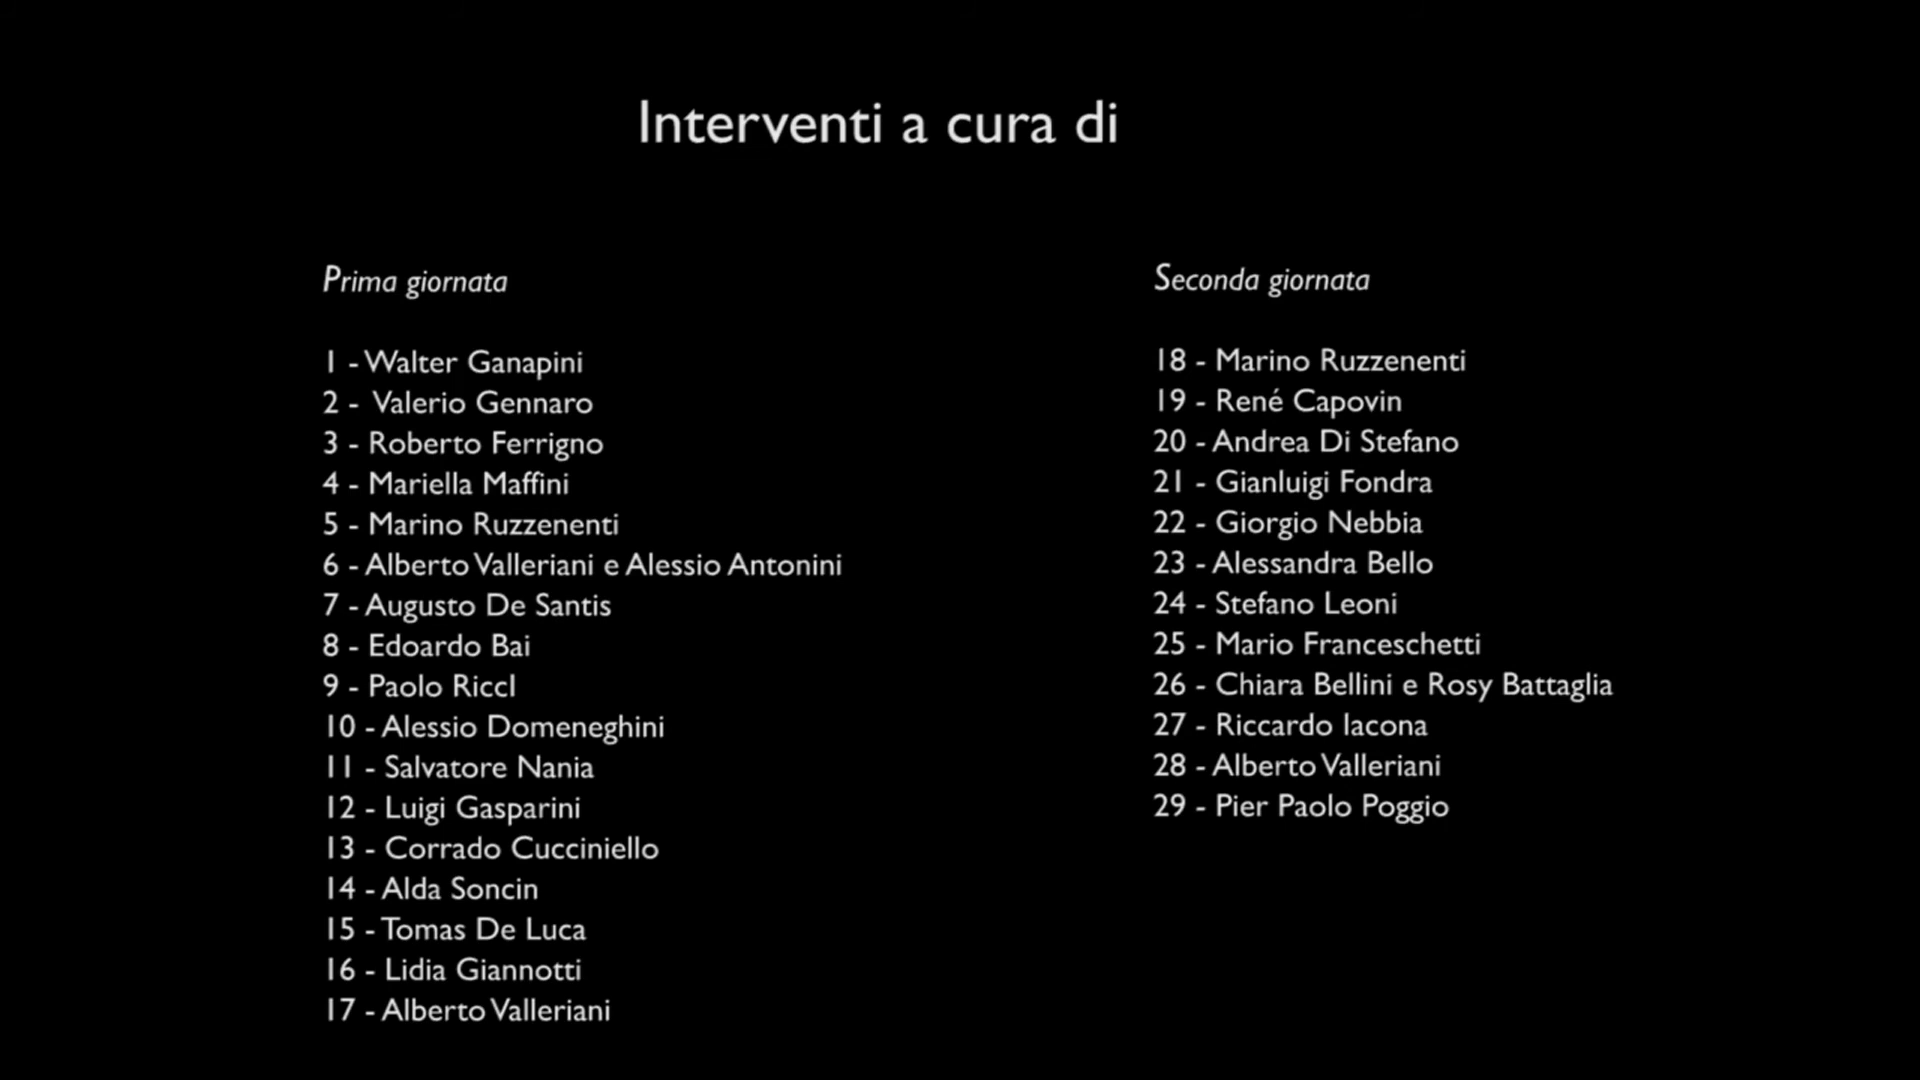 Interventi a cura di
Prima giornata
1 - Walter Ganapini
2 - Valerio Gennaro
3 - Roberto Ferrigno
4 - Mariella Maffini
5 - Marino Ruzzenenti
6 - Alberto Valleriani e Alessio Antonini
7 - Augusto De Santis
8 - Edoardo Bai
9 - Paolo RiccI
10 - Alessio Domeneghini
11 - Salvatore Nania
12 - Luigi Gasparini
13 - Corrado Cucciniello
14 - Alda Soncin
15 - Tomas De Luca
16 - Lidia Giannotti
17 - Alberto Valleriani
Seconda giornata
18 - Marino Ruzzenenti
19 - René Capovin
20 - Andrea Di Stefano
21 - Gianluigi Fondra
22 - Giorgio Nebbia
23 - Alessandra Bello
24 - Stefano Leoni
25 - Mario Franceschetti
26 - Chiara Bellini e Rosy Battaglia
27 - Riccardo Iacona
28 - Alberto Valleriani
29 - Pier Paolo Poggio